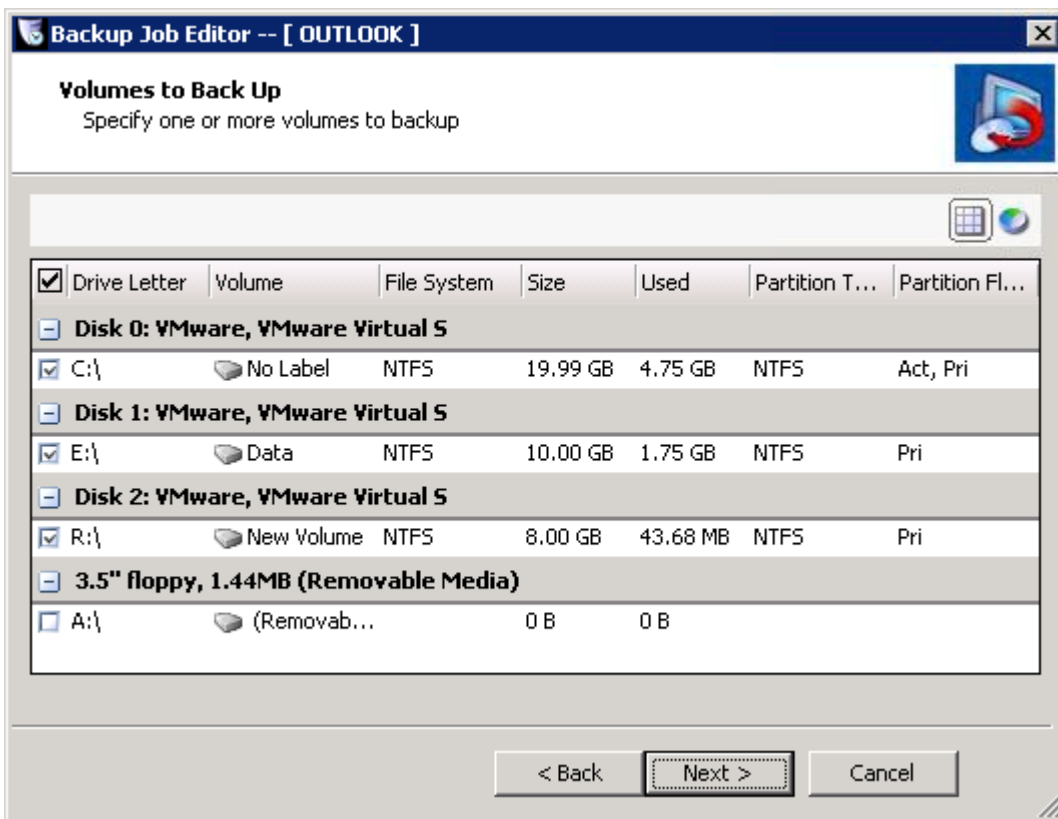 Backup Job Editor -- [ OUTLOOK ]
Volumes to Back Up
Specify one or more volumes to backup
Drive Letter Volume File System Size Used Partition T... Partition Fl...
Disk 0: VMware, VMware Virtual S
C:\ No Label NTFS 19.99 GB 4.75 GB NTFS Act, Pri
Disk 1: VMware, VMware Virtual S
E:\ Data NTFS 10.00 GB 1.75 GB NTFS Pri
Disk 2: VMware, VMware Virtual S
R:\ New Volume NTFS 8.00 GB 43.68 MB NTFS Pri
3.5" floppy, 1.44MB (Removable Media)
A:\ (Removab... 0 B 0 B
< Back Next > Cancel